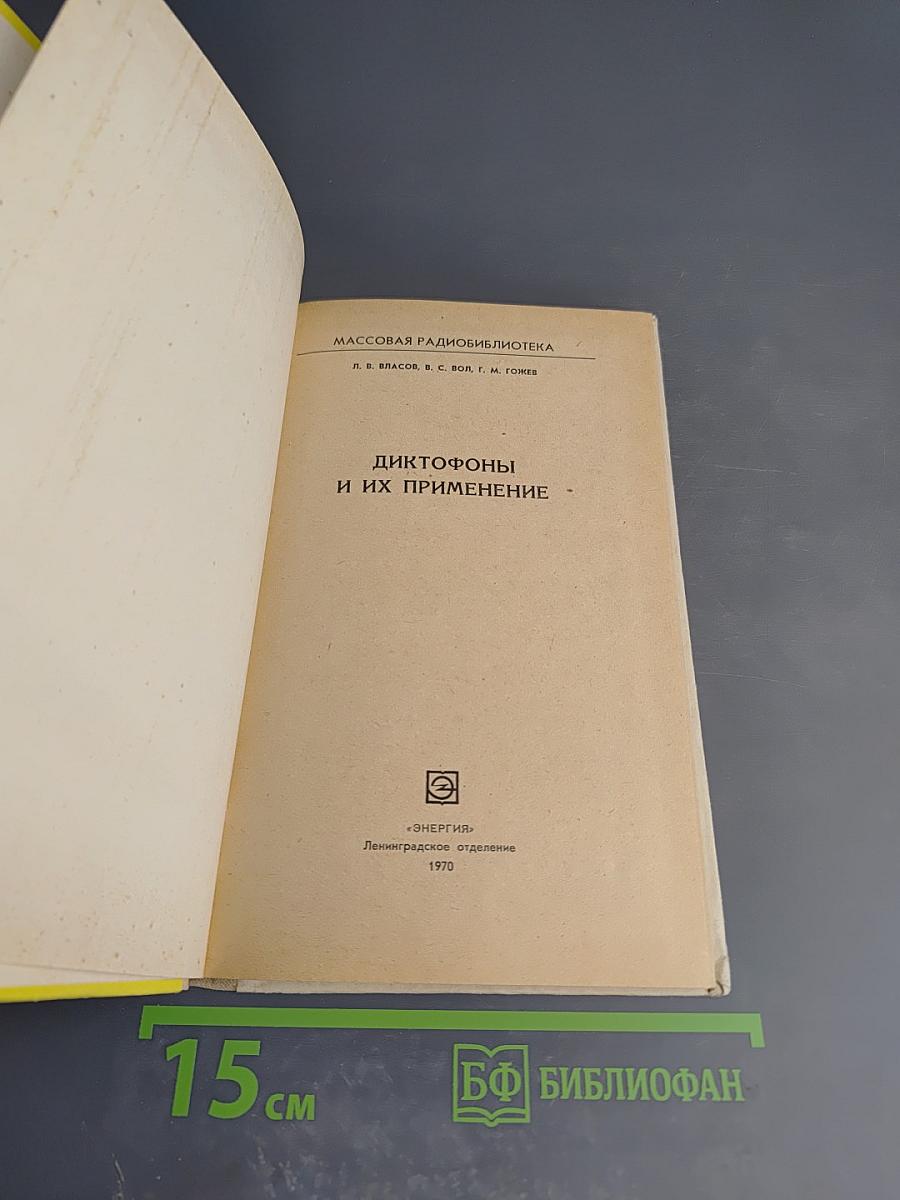 МАССОВАЯ РАДИОБИБЛИОТЕКА
Л. В. ВЛАСОВ, В. С. ВОЛ, Г. М. ГОЖЕВ
ДИКТОФОНЫ
И ИХ ПРИМЕНЕНИЕ
«ЭНЕРГИЯ»
Ленинградское отделение
1970
15 см
БФ БИБЛИОФАН